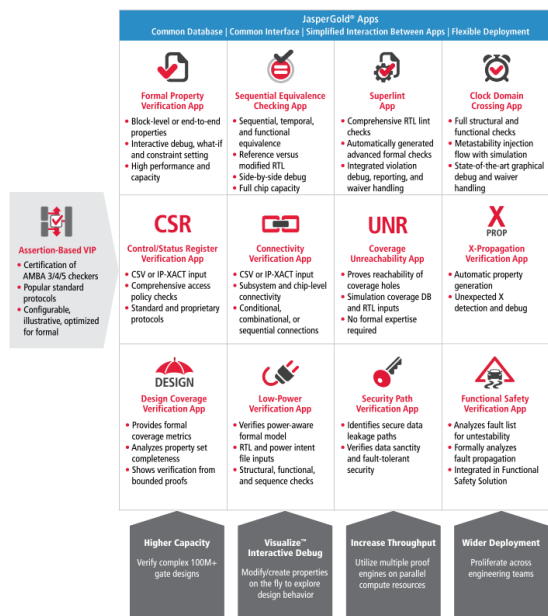 JasperGold® Apps
Common Database | Common Interface | Simplified Interaction Between Apps | Flexible Deployment
Formal Property
Verification App
• Block-level or end-to-end
properties
• Interactive debug, what-if
and constraint setting
• High performance and
capacity
Sequential Equivalence
Checking App
• Sequential, temporal,
and functional
equivalence
• Reference versus
modified RTL
• Side-by-side debug
• Full chip capacity
Superlint
App
• Comprehensive RTL lint
checks
• Automatically generated
advanced formal checks
• Integrated violation
debug, reporting, and
waiver handling
Clock Domain
Crossing App
• Full structural and
functional checks
• Metastability injection
flow with simulation
• State-of-the-art graphical
debug and waiver
handling
Assertion-Based VIP
• Certification of
AMBA 3/4/5 checkers
• Popular standard
protocols
• Configurable,
illustrative, optimized
for formal
CSR
Control/Status Register
Verification App
• CSV or IP-XACT input
• Comprehensive access
policy checks
• Standard and proprietary
protocols
Connectivity
Verification App
• CSV or IP-XACT input
• Subsystem and chip-level
connectivity
• Conditional,
combinational, or
sequential connections
UNR
Coverage
Unreachability App
• Proves reachability of
coverage holes
• Simulation coverage DB
and RTL inputs
• No formal expertise
required
X
PROP
X-Propagation
Verification App
• Automatic property
generation
• Unexpected X
detection and debug
DESIGN
Design Coverage
Verification App
• Provides formal
coverage metrics
• Analyzes property set
completeness
• Shows verification from
bounded proofs
Low-Power
Verification App
• Verifies power-aware
formal model
• RTL and power intent
file inputs
• Structural, functional,
and sequence checks
Security Path
Verification App
• Identifies secure data
leakage paths
• Verifies data sanctity
and fault-tolerant
security
Functional Safety
Verification App
• Analyzes fault list
for untestability
• Formally analyzes
fault propagation
• Integrated in Functional
Safety Solution
Higher Capacity
Verify complex 100M+
gate designs
Visualize™
Interactive Debug
Modify/create properties
on the fly to explore
design behavior
Increase Throughput
Utilize multiple proof
engines on parallel
compute resources
Wider Deployment
Proliferate across
engineering teams